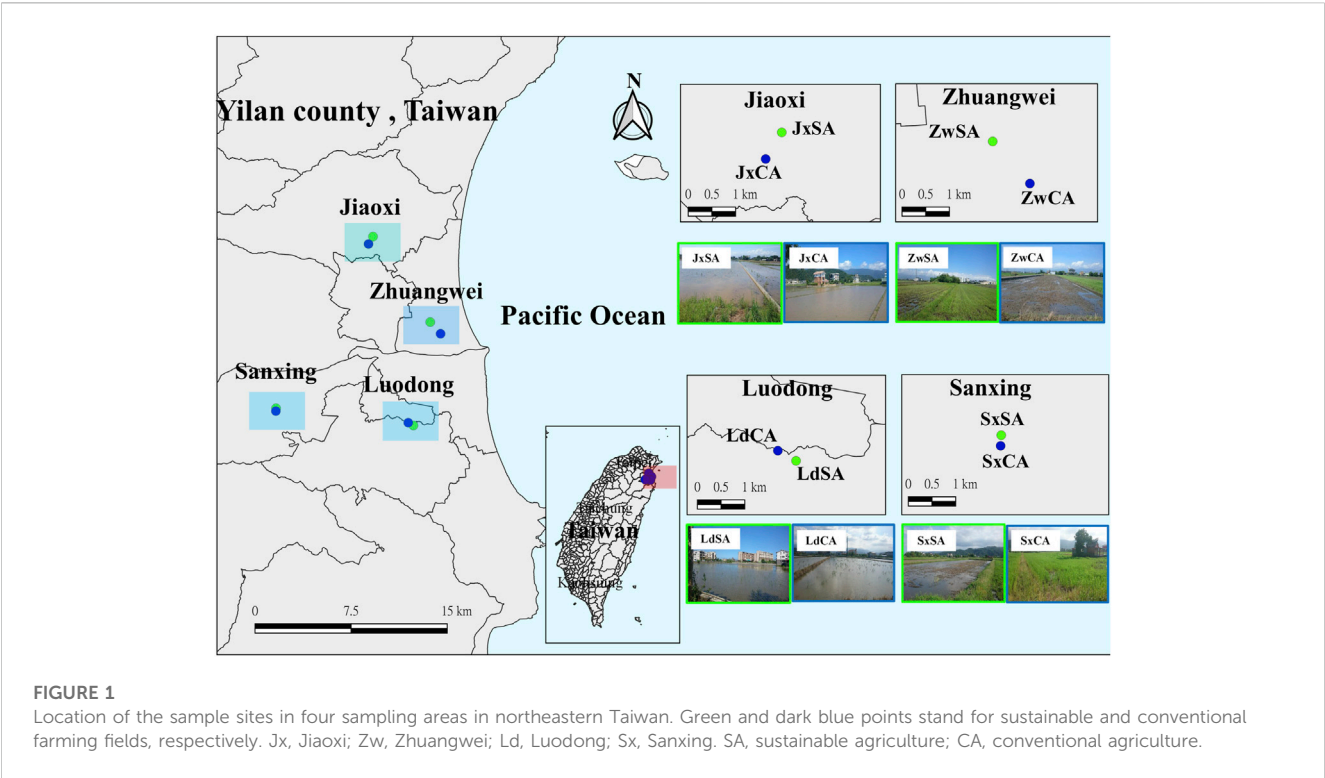 Yilan county , Taiwan
N
Jiaoxi
Zhuangwei
Sanxing
Luodong
Pacific Ocean
0 7.5 15 km
Taipei
Taichung
Taiwan
Kaohsiung
Jiaoxi
JxSA
JxCA
0 0.5 1 km
Zhuangwei
ZwSA
ZwCA
0 0.5 1 km
JxSA
JxCA
ZwSA
ZwCA
Luodong
LdCA
LdSA
0 0.5 1 km
Sanxing
SxSA
SxCA
0 0.5 1 km
LdSA
LdCA
SxSA
SxCA
FIGURE 1
Location of the sample sites in four sampling areas in northeastern Taiwan. Green and dark blue points stand for sustainable and conventional
farming fields, respectively. Jx, Jiaoxi; Zw, Zhuangwei; Ld, Luodong; Sx, Sanxing. SA, sustainable agriculture; CA, conventional agriculture.